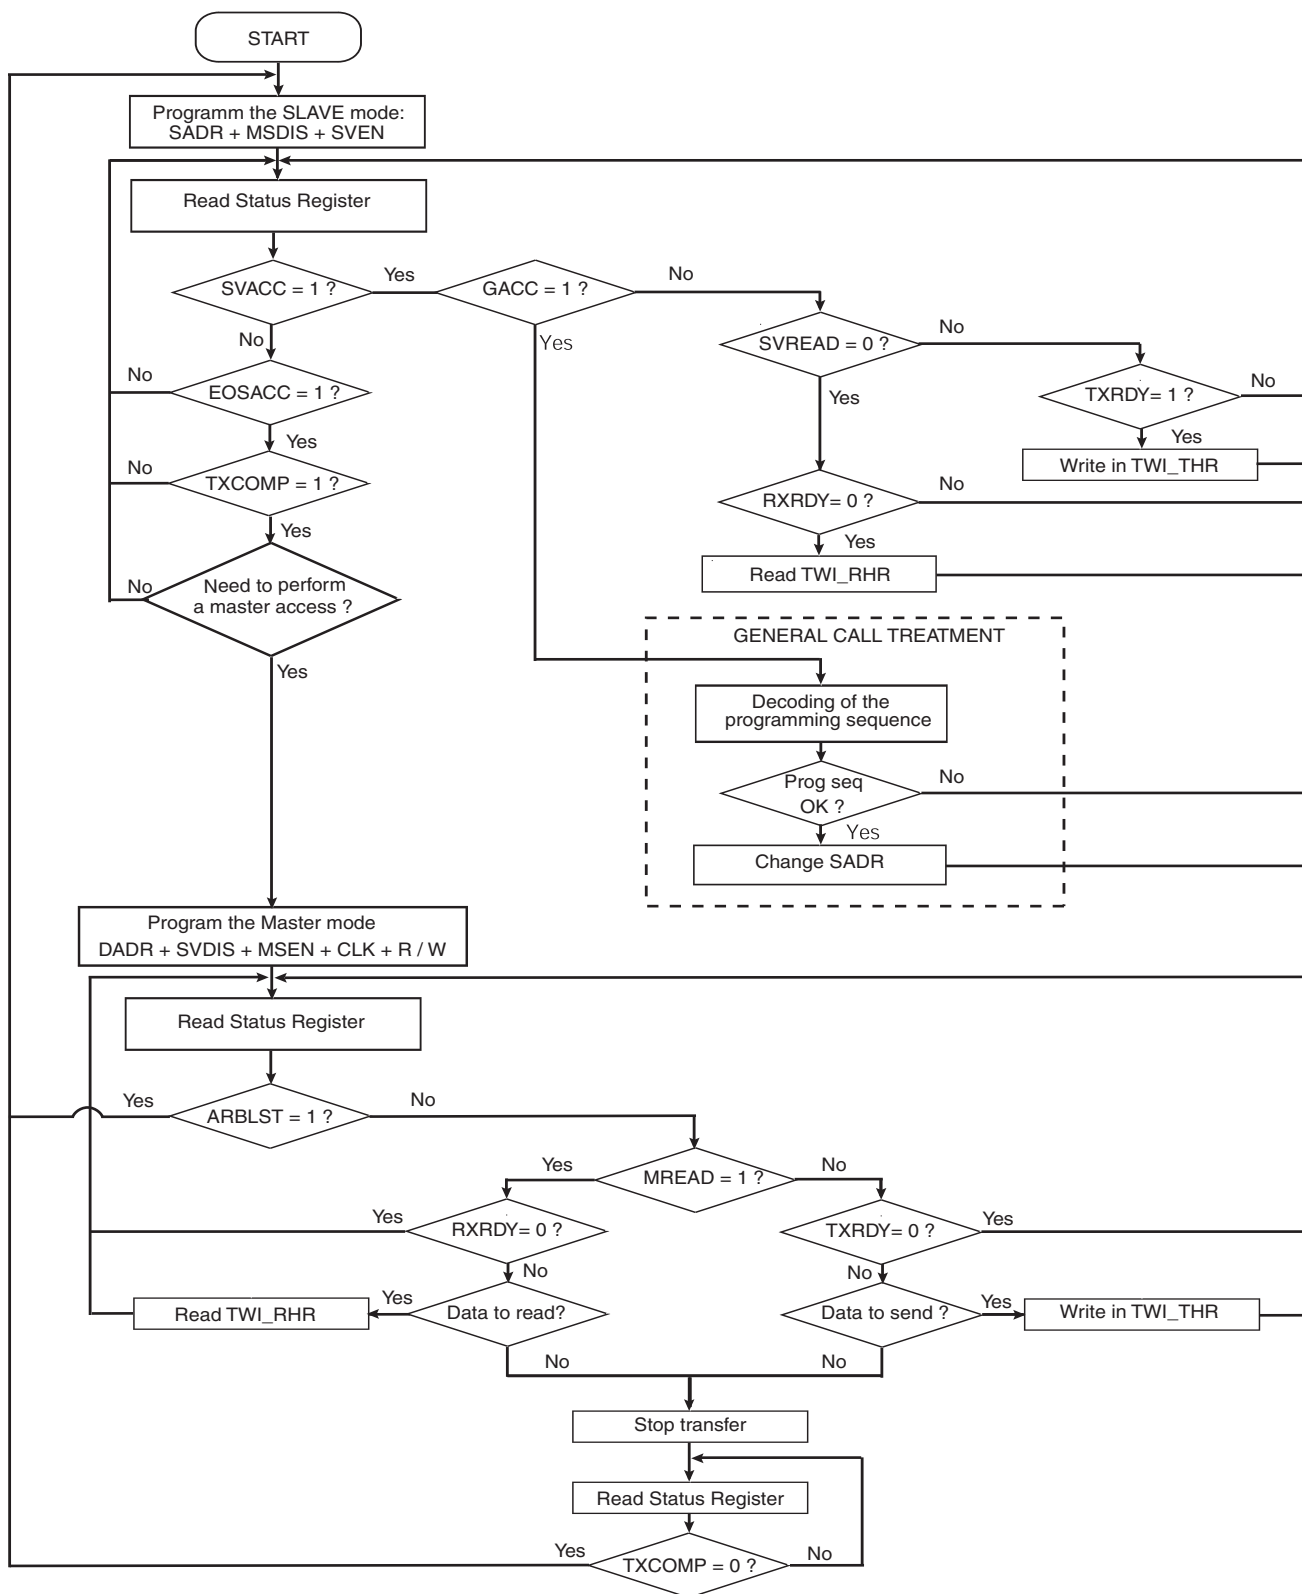 START
Programm the SLAVE mode:
SADR + MSDIS + SVEN
Read Status Register
SVACC = 1 ?
Yes
GACC = 1 ?
No
No
Yes
SVREAD = 0 ?
No
EOSACC = 1 ?
No
Yes
TXRDY= 1 ?
No
Yes
Yes
Write in TWI_THR
TXCOMP = 1 ?
No
RXRDY= 0 ?
No
Yes
Yes
Read TWI_RHR
Need to perform
a master access ?
No
Yes
GENERAL CALL TREATMENT
Decoding of the
programming sequence
Prog seq
OK ?
No
Yes
Change SADR
Program the Master mode
DADR + SVDIS + MSEN + CLK + R / W
Read Status Register
Yes
ARBLST = 1 ?
No
Yes
MREAD = 1 ?
No
Yes
RXRDY= 0 ?
TXRDY= 0 ?
Yes
No
No
Read TWI_RHR
Yes
Data to read?
Data to send ?
Yes
Write in TWI_THR
No
No
Stop transfer
Read Status Register
Yes
TXCOMP = 0 ?
No